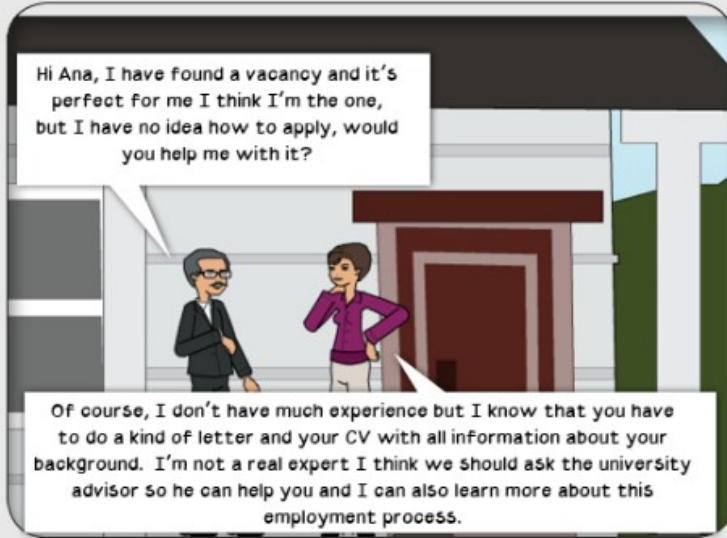 Hi Ana, I have found a vacancy and it's
perfect for me I think I'm the one,
but I have no idea how to apply, would
you help me with it?
Of course, I don't have much experience but I know that you have
to do a kind of letter and your CV with all information about your
background. I'm not a real expert I think we should ask the university
advisor so he can help you and I can also learn more about this
employment process.